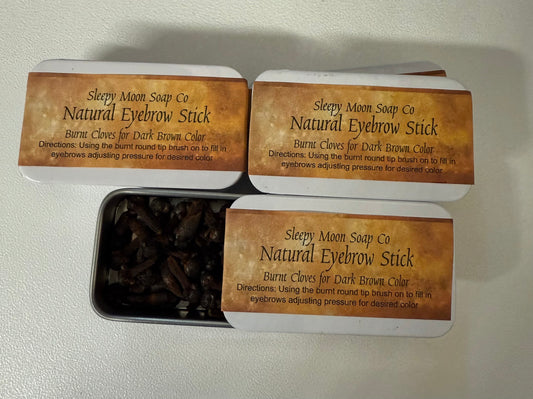 Sleepy Moon Soap Co
Natural Eyebrow Stick
Burnt Cloves for Dark Brown Color
Directions: Using the burnt round tip brush on to fill in
eyebrows adjusting pressure for desired color
Sleepy Moon Soap Co
Natural Eyebrow Stick
Burnt Cloves for Dark Brown Color
Directions: Using the burnt round tip brush on to fill in
eyebrows adjusting pressure for desired color
Sleepy Moon Soap Co
Natural Eyebrow Stick
Burnt Cloves for Dark Brown Color
Directions: Using the burnt round tip brush on to fill in
eyebrows adjusting pressure for desired color